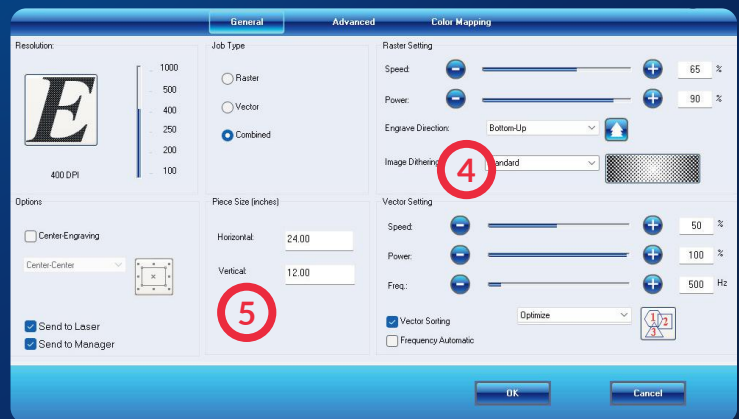 General Advanced Color Mapping
Resolution:
1000
500
400
250
200
100
E
400 DPI
Job Type
Raster
Vector
Combined
Raster Setting
Speed: 65 %
Power: 90 %
Engrave Direction: Bottom-Up
Image Dithering
4
Options
Center-Engraving
Center-Center
Send to Laser
Send to Manager
Piece Size (inches)
Horizontal: 24.00
Vertical: 12.00
5
Vector Setting
Speed: 50 %
Power: 100 %
Freq.: 500 Hz
Vector Sorting Optimize
1 2
3
Frequency Automatic
OK Cancel